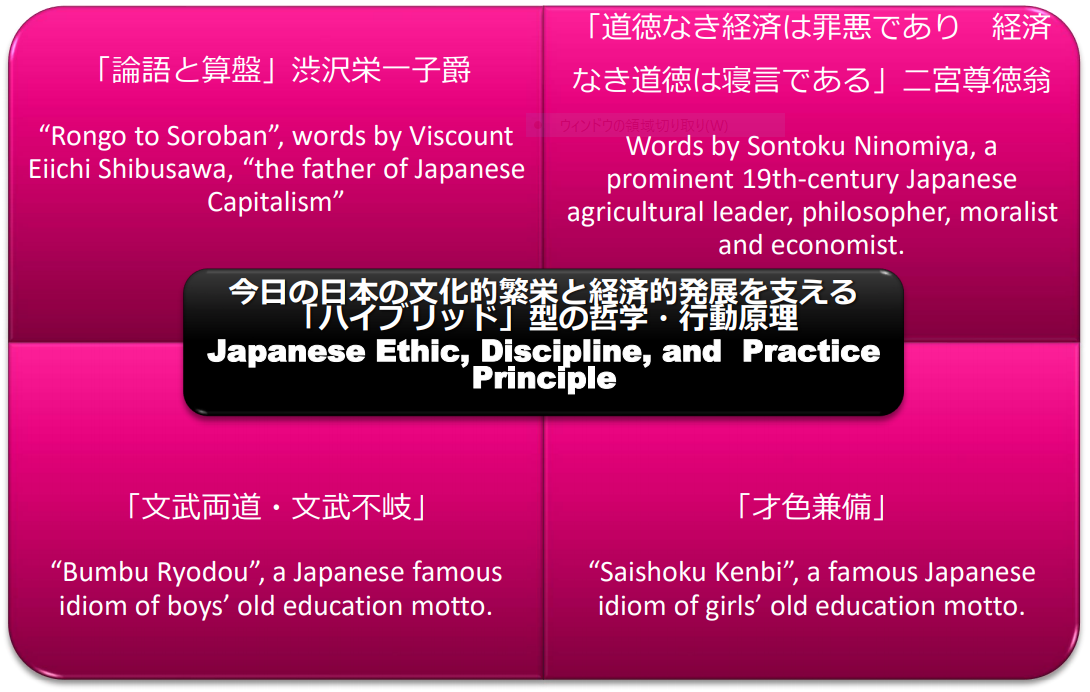 「論語と算盤」渋沢栄一子爵
“Rongo to Soroban”, words by Viscount
Eiichi Shibusawa, “the father of Japanese
Capitalism”
「道徳なき経済は罪悪であり　経済
なき道徳は寝言である」二宮尊徳翁
ウィンドウの領域切り取り(W)
Words by Sontoku Ninomiya, a
prominent 19th-century Japanese
agricultural leader, philosopher, moralist
and economist.
今日の日本の文化的繁栄と経済的発展を支える
「ハイブリッド」型の哲学・行動原理
Japanese Ethic, Discipline, and Practice
Principle
「文武両道・文武不岐」
“Bumbu Ryodou”, a Japanese famous
idiom of boys’ old education motto.
「才色兼備」
“Saishoku Kenbi”, a famous Japanese
idiom of girls’ old education motto.